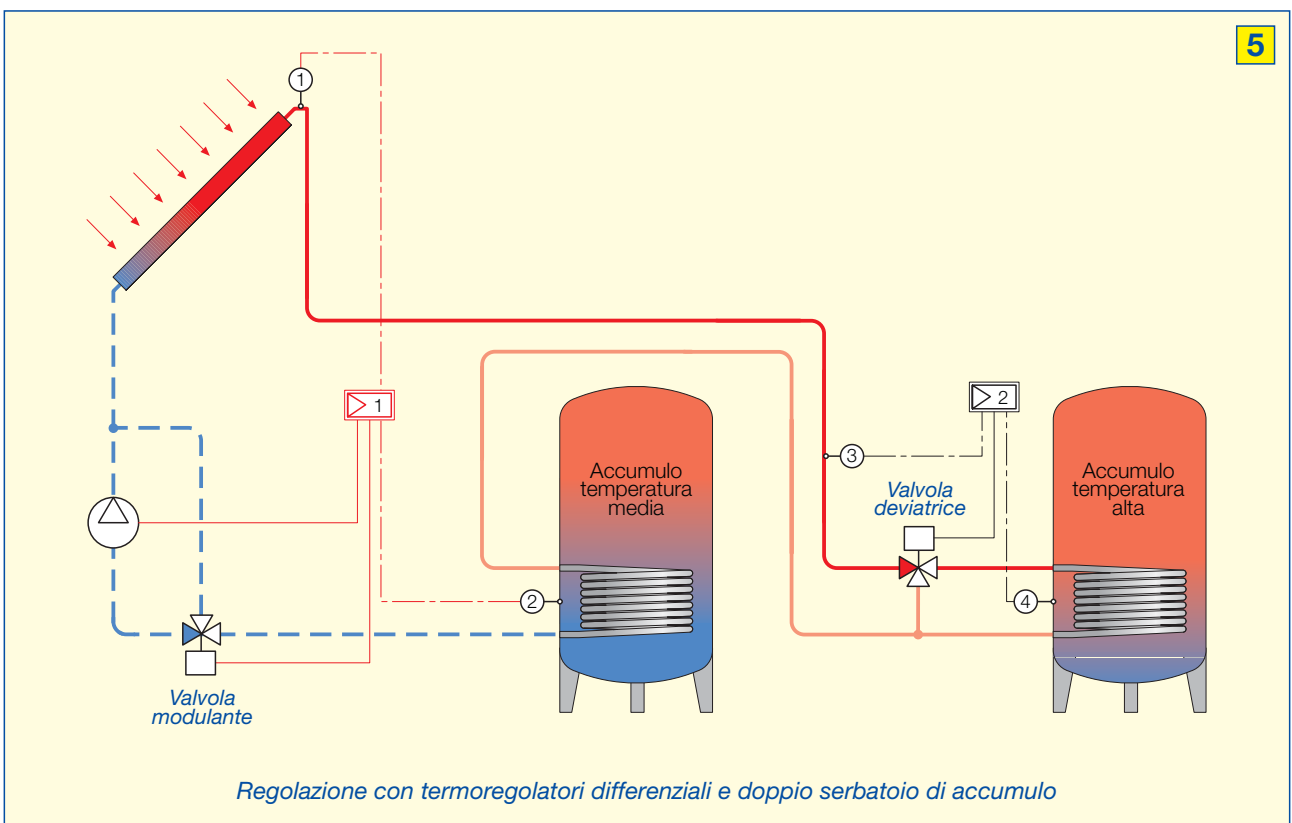 5
1
1
2
3
Accumulo
temperatura
media
Accumulo
temperatura
alta
Valvola
deviatrice
2
4
Valvola
modulante
Regolazione con termoregolatori differenziali e doppio serbatoio di accumulo